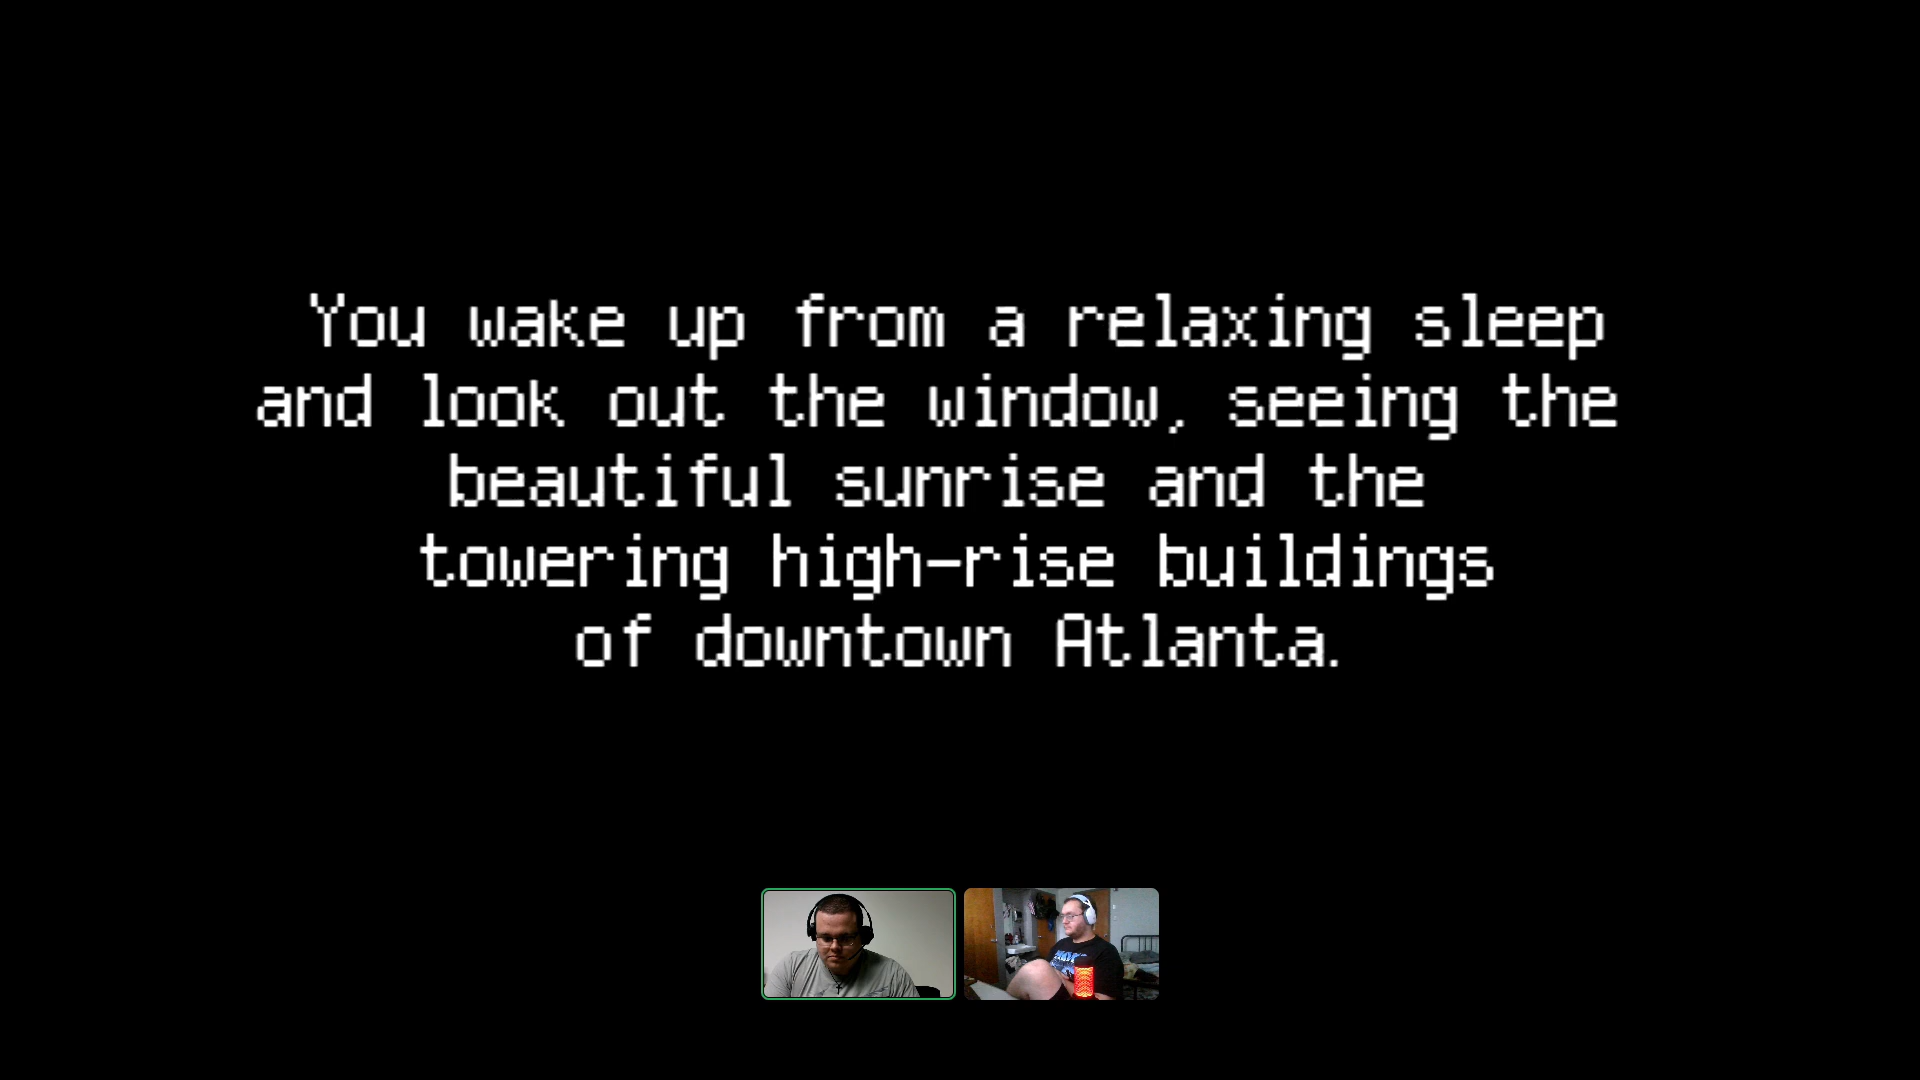 You wake up from a relaxing sleep
and look out the window, seeing the
beautiful sunrise and the
towering high-rise buildings
of downtown Atlanta.